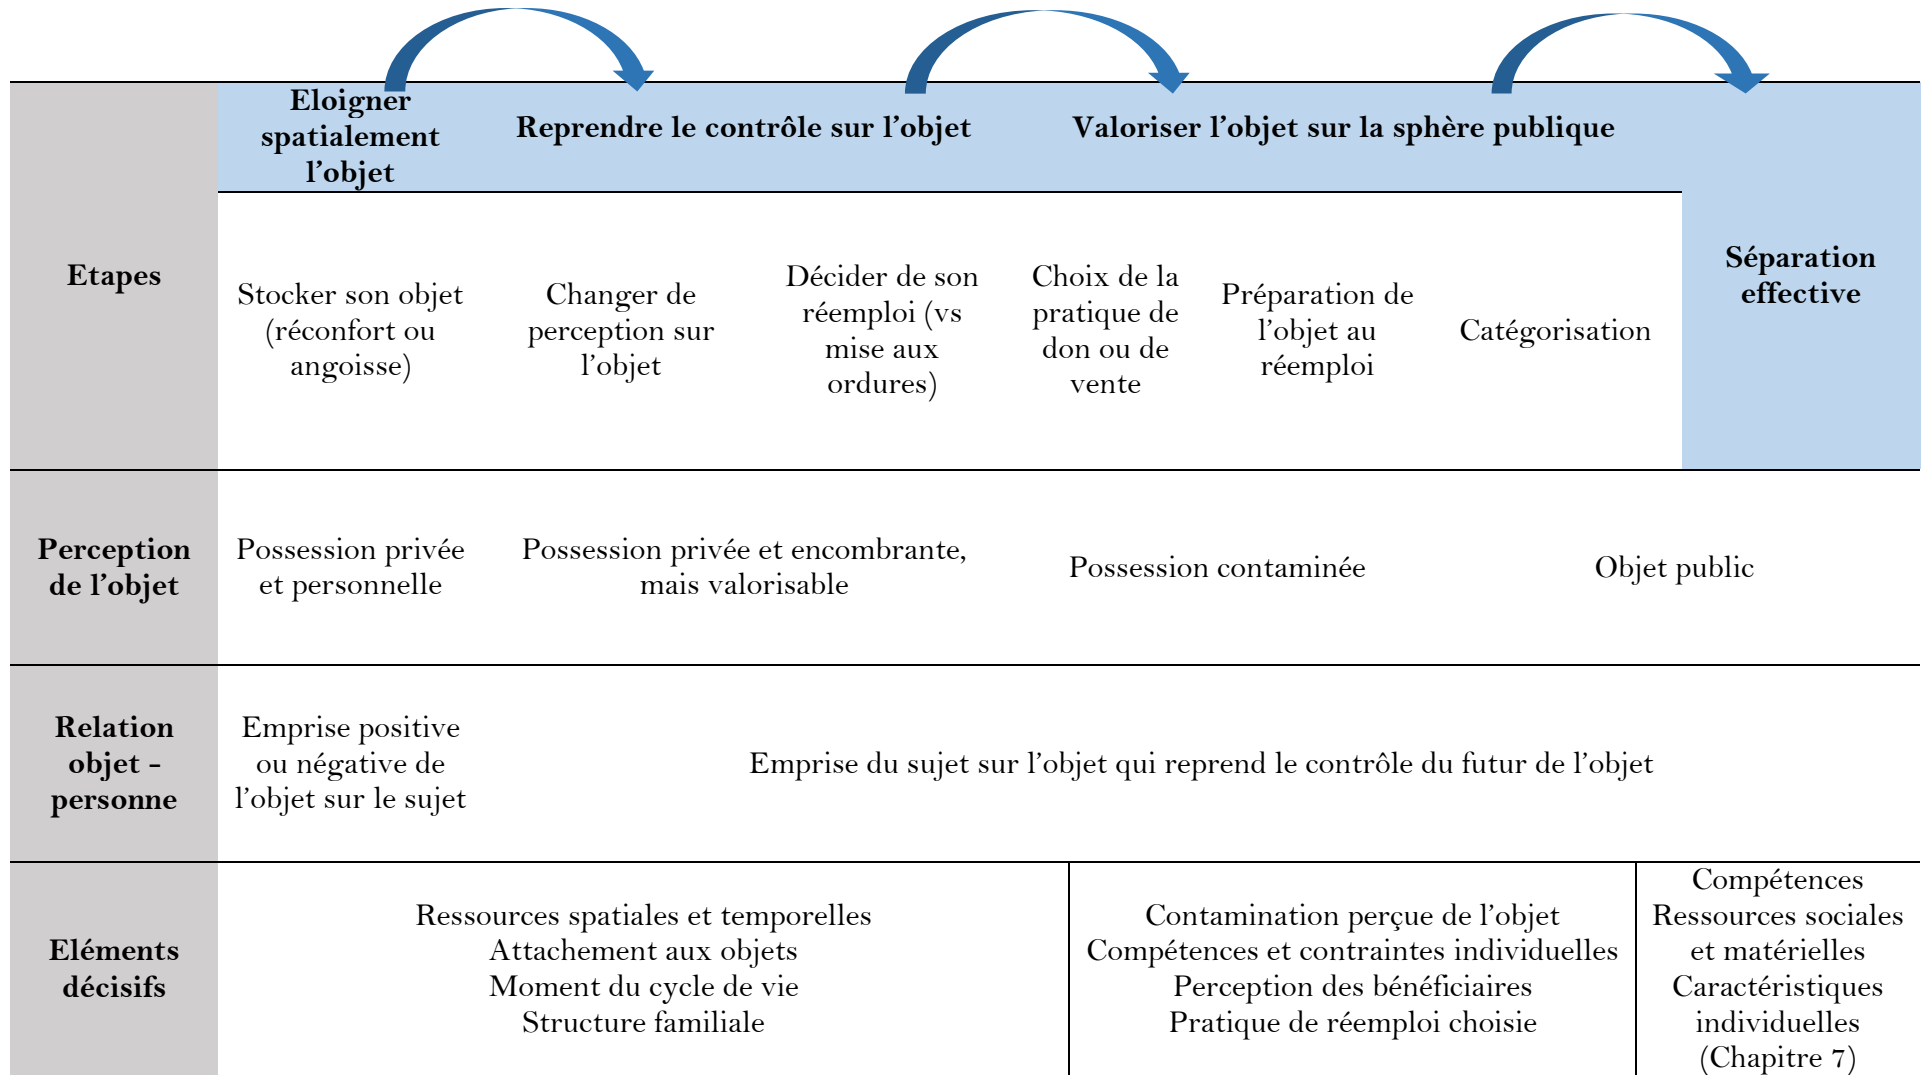 Eloigner
spatialement
l’objet
Reprendre le contrôle sur l’objet
Valoriser l’objet sur la sphère publique
Etapes
Stocker son objet
(réconfort ou
angoisse)
Changer de
perception sur
l’objet
Décider de son
réemploi (vs
mise aux
ordures)
Choix de la
pratique de
don ou de
vente
Préparation de
l’objet au
réemploi
Catégorisation
Séparation
effective
Perception
de l’objet
Possession privée
et personnelle
Possession privée et encombrante,
mais valorisable
Possession contaminée
Objet public
Relation
objet -
personne
Emprise positive
ou négative de
l’objet sur le sujet
Emprise du sujet sur l’objet qui reprend le contrôle du futur de l’objet
Eléments
décisifs
Ressources spatiales et temporelles
Attachement aux objets
Moment du cycle de vie
Structure familiale
Contamination perçue de l’objet
Compétences et contraintes individuelles
Perception des bénéficiaires
Pratique de réemploi choisie
Compétences
Ressources sociales
et matérielles
Caractéristiques
individuelles
(Chapitre 7)